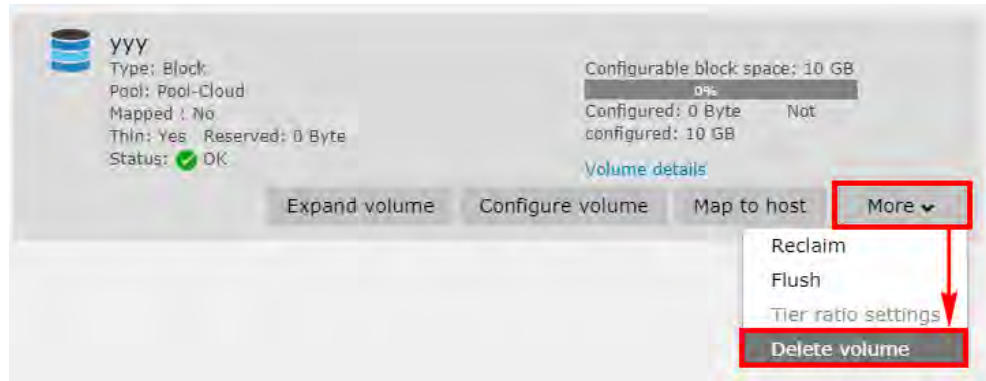 yyy
Type: Block
Pool: Pool-Cloud
Mapped : No
Thin: Yes Reserved: 0 Byte
Status: OK
Configurable block space: 10 GB
0%
Configured: 0 Byte Not
configured: 10 GB
Volume details
Expand volume Configure volume Map to host More
Reclaim
Flush
Tier ratio settings
Delete volume